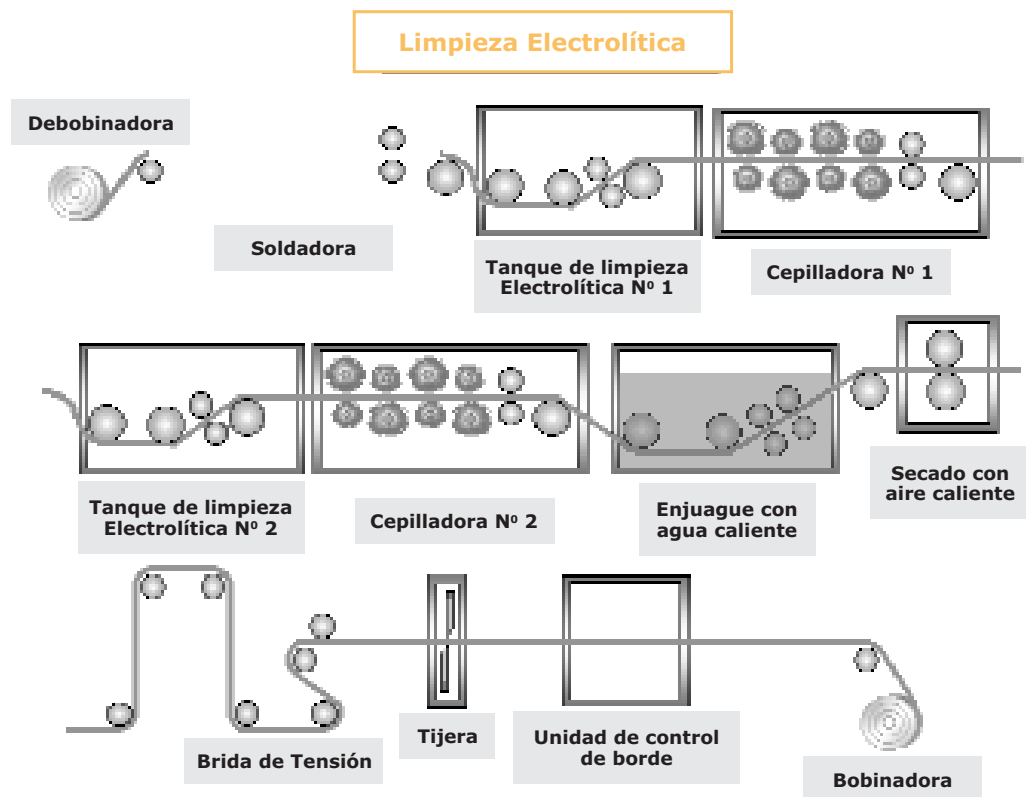 Limpieza Electrolítica
Debobinadora
Soldadora
Tanque de limpieza
Electrolítica Nº 1
Cepilladora Nº 1
Tanque de limpieza
Electrolítica Nº 2
Cepilladora Nº 2
Enjuague con
agua caliente
Secado con
aire caliente
Brida de Tensión
Tijera
Unidad de control
de borde
Bobinadora